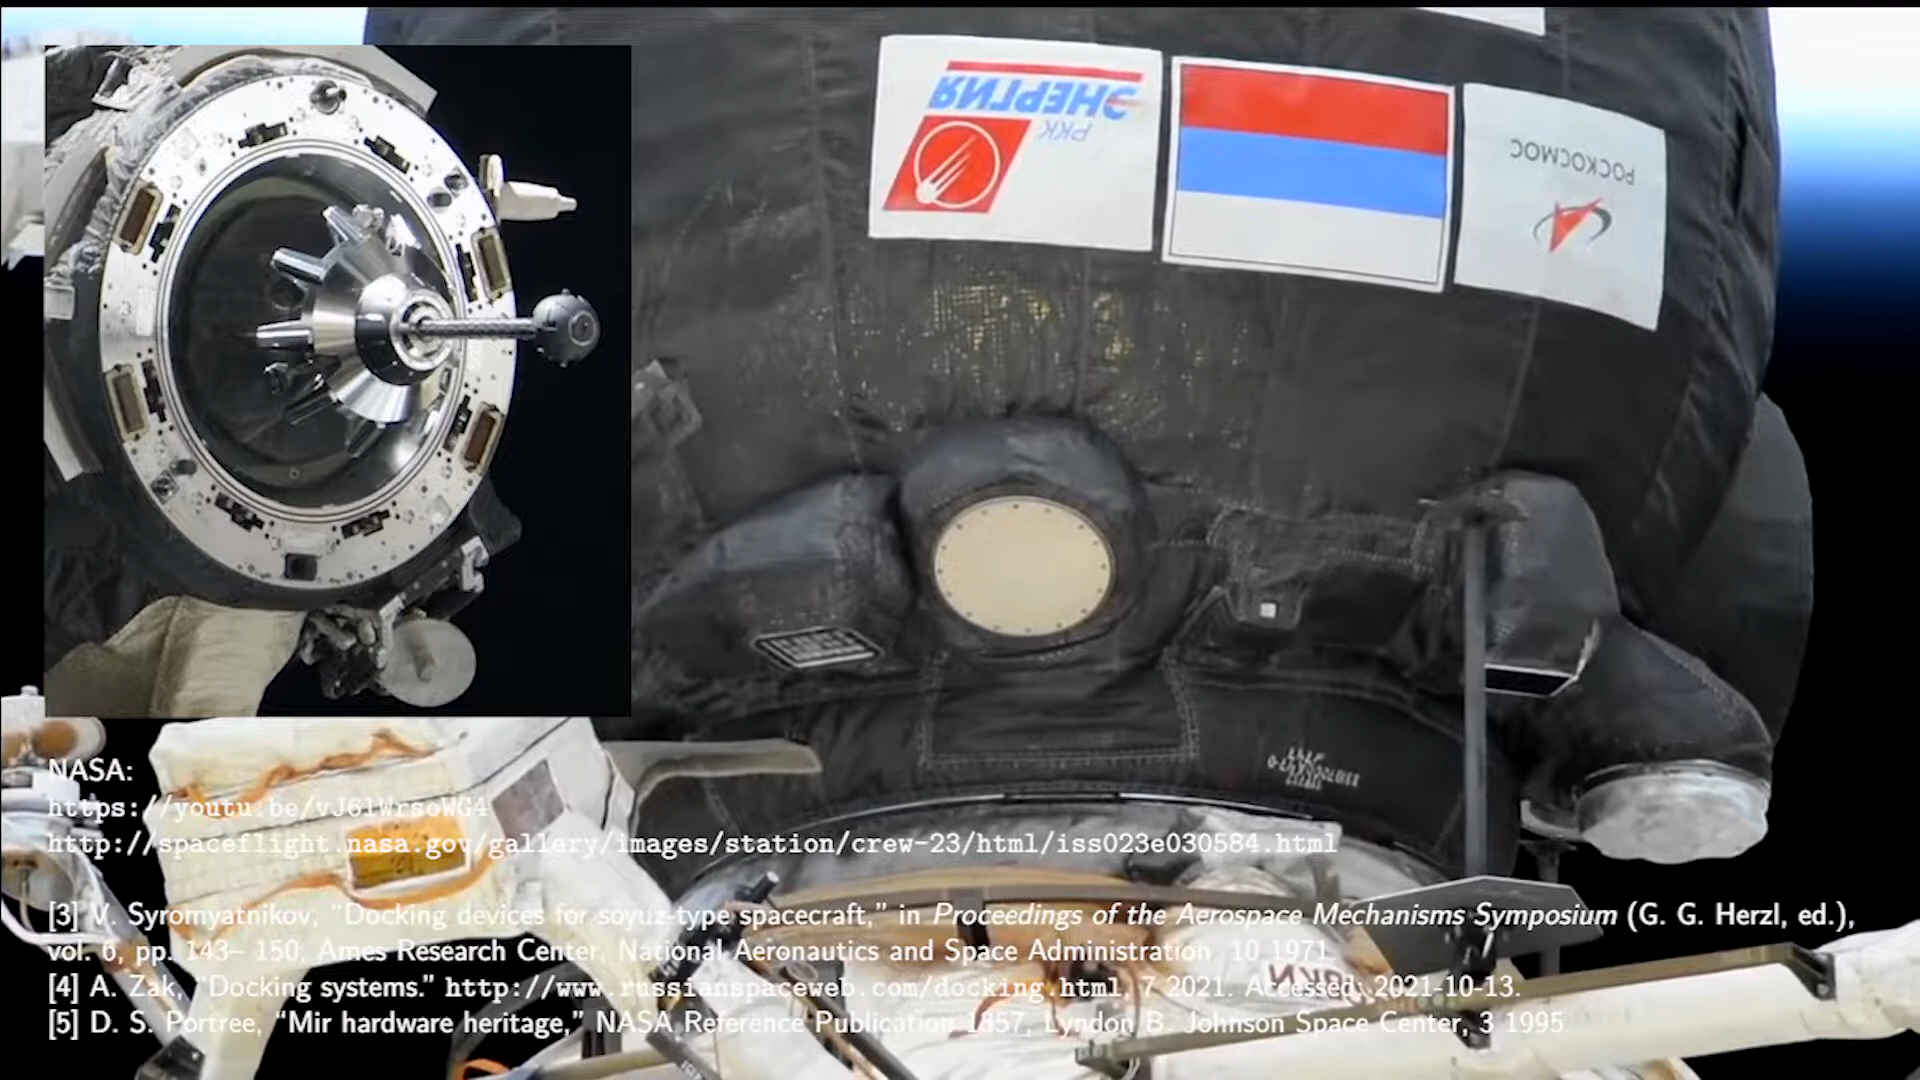 РКК
ЭНЕРГИЯ
РОСКОСМОС
NASA:
https://youtu.be/vJ6lWrsoWG4
http://spaceflight.nasa.gov/gallery/images/station/crew-23/html/iss023e030584.html
[3] V. Syromyatnikov, “Docking devices for soyuz-type spacecraft,” in Proceedings of the Aerospace Mechanisms Symposium (G. G. Herzl, ed.),
vol. 6, pp. 143– 150, Ames Research Center, National Aeronautics and Space Administration, 10 1971.
[4] A. Zak, “Docking systems.” http://www.russianspaceweb.com/docking.html, 7 2021. Accessed: 2021-10-13.
[5] D. S. Portree, “Mir hardware heritage,” NASA Reference Publication 1357, Lyndon B. Johnson Space Center, 3 1995